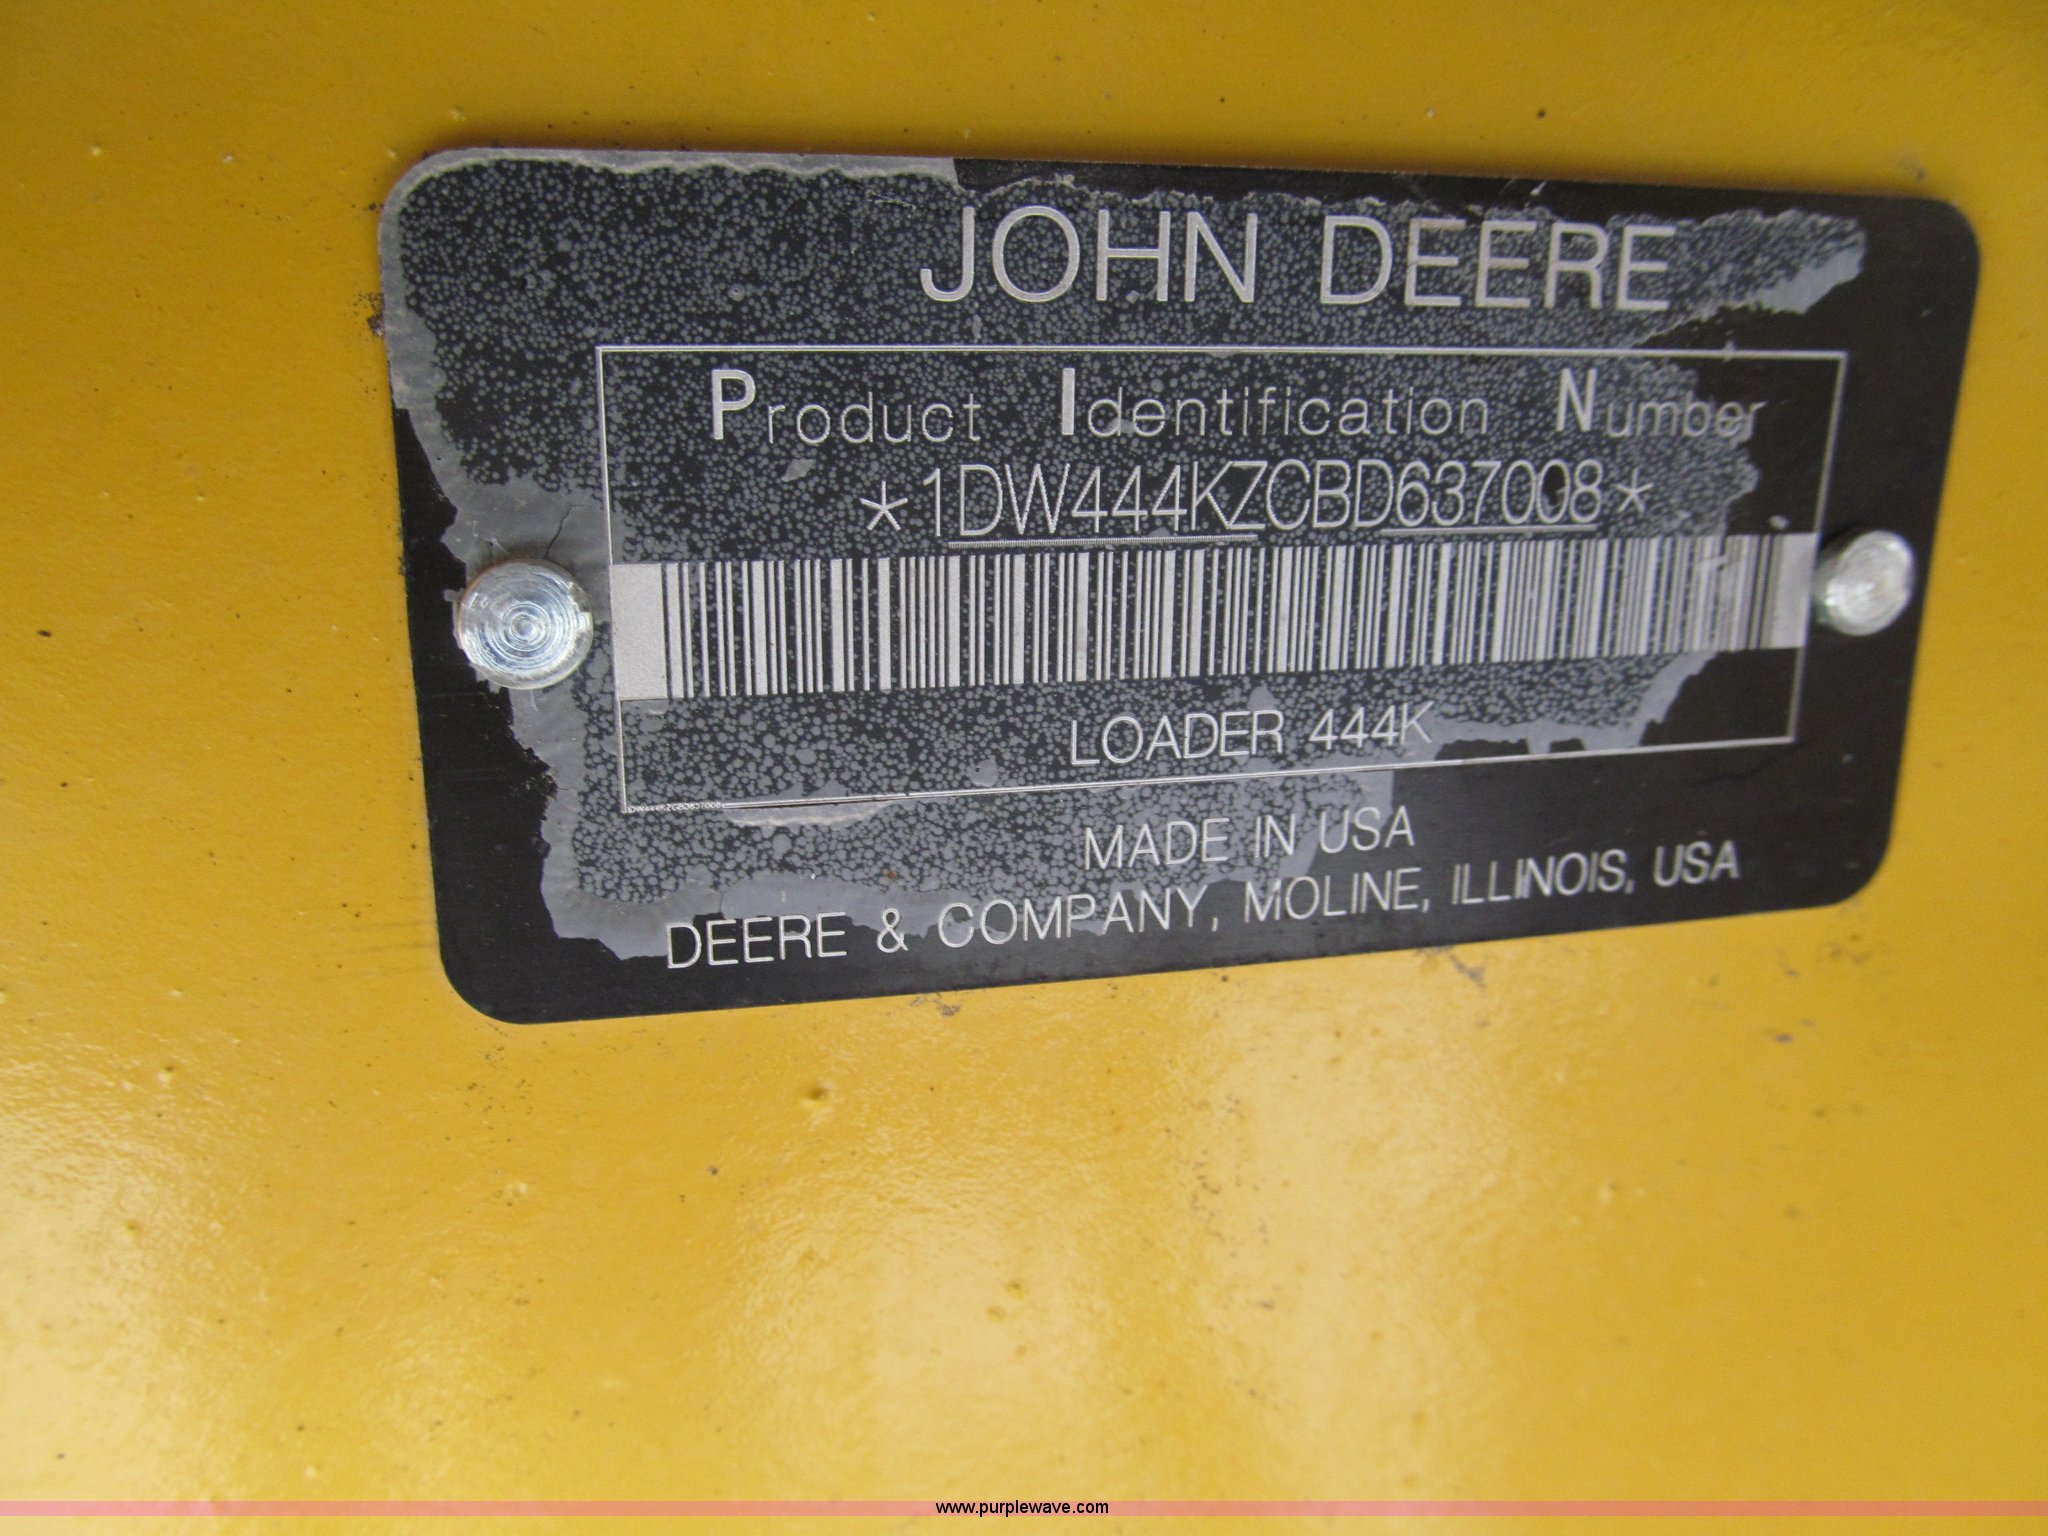 JOHN DEERE
Product Identification Number
*1DW444KZCBD637008*
LOADER 444K
1DW444KZCBD637008
MADE IN USA
DEERE & COMPANY, MOLINE, ILLINOIS, USA
www.purplewave.com